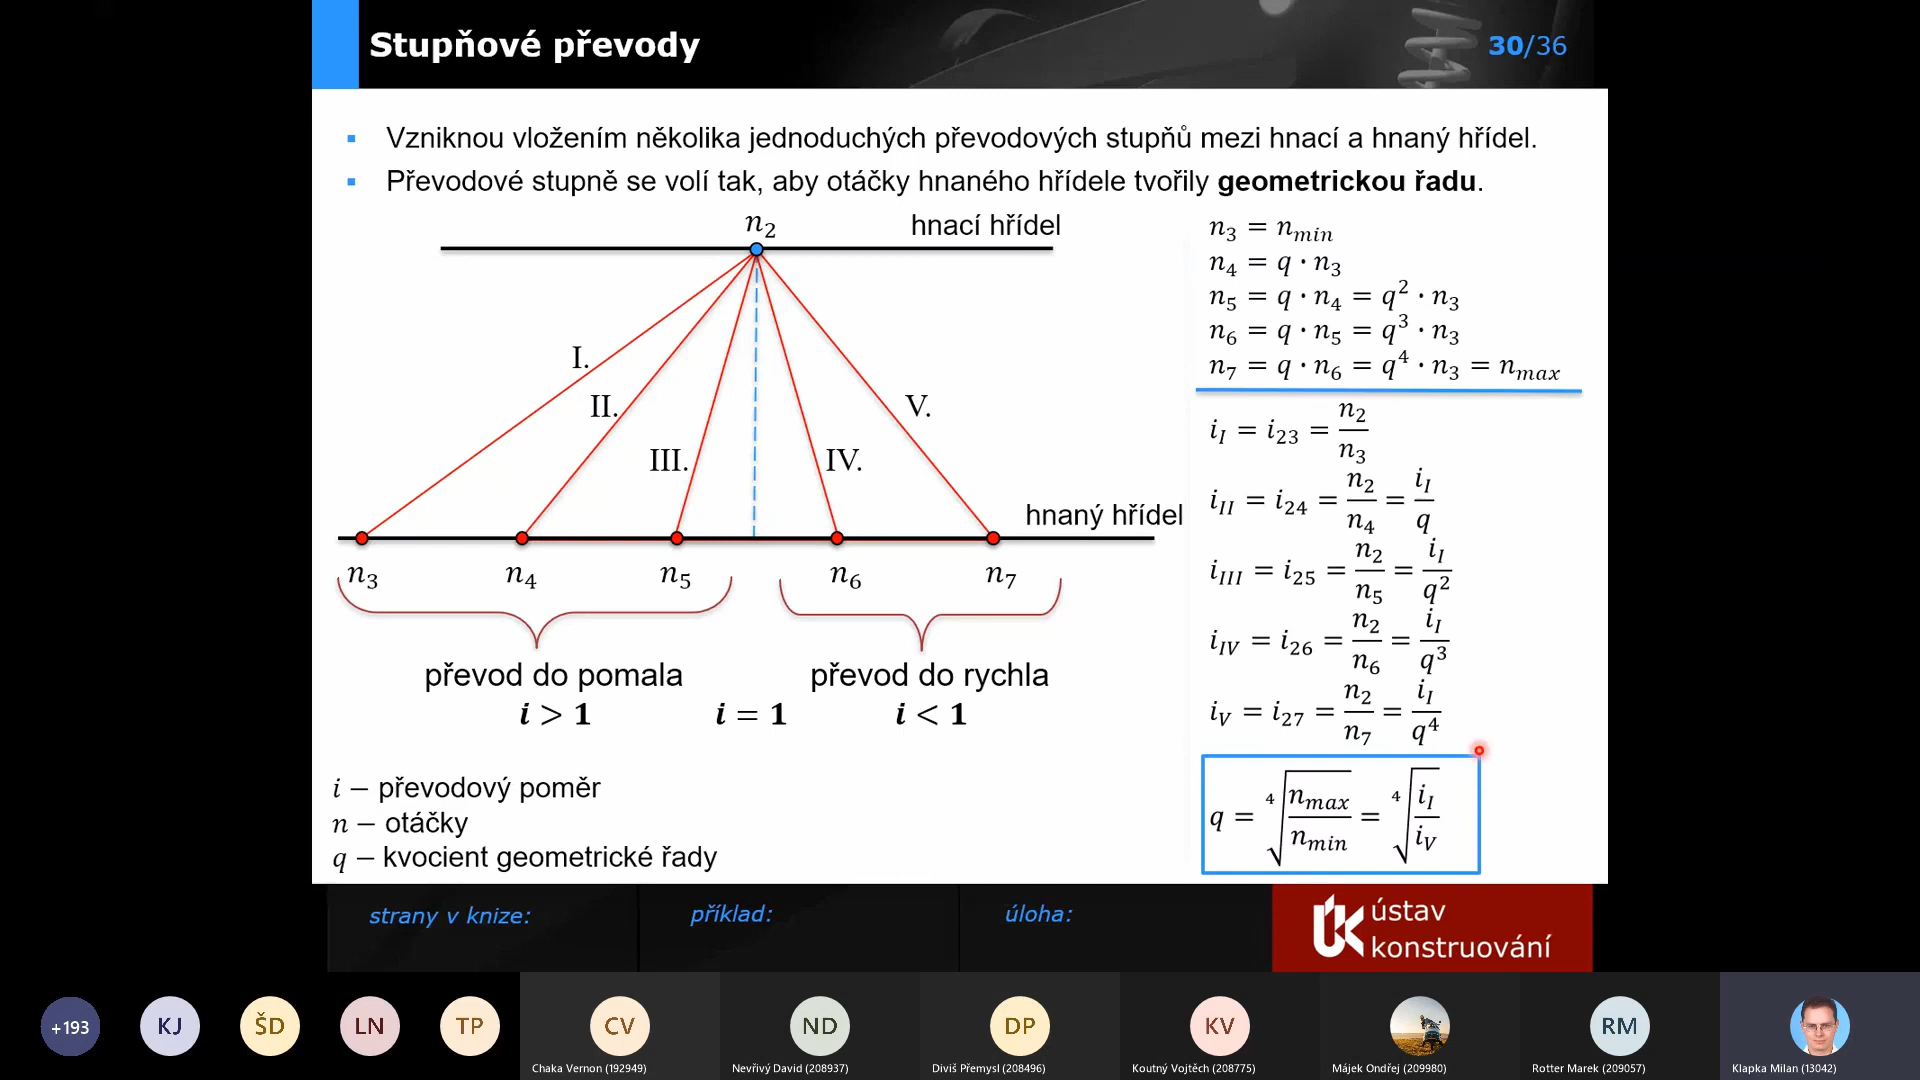 Stupňové převody
30/36
▪ Vzniknou vložením několika jednoduchých převodových stupňů mezi hnací a hnaný hřídel.
▪ Převodové stupně se volí tak, aby otáčky hnaného hřídele tvořily geometrickou řadu.
n₂
hnací hřídel
I.
II.
III.
IV.
V.
hnaný hřídel
n₃ n₄ n₅ n₆ n₇
převod do pomala
převod do rychla
i > 1
i = 1
i < 1
i – převodový poměr
n – otáčky
q – kvocient geometrické řady
n₃ = nₘᵢₙ
n₄ = q · n₃
n₅ = q · n₄ = q² · n₃
n₆ = q · n₅ = q³ · n₃
n₇ = q · n₆ = q⁴ · n₃ = n_max
i_I = i₂₃ = n₂/n₃
i_II = i₂₄ = n₂/n₄ = i_I/q
i_III = i₂₅ = n₂/n₅ = i_I/q²
i_IV = i₂₆ = n₂/n₆ = i_I/q³
i_V = i₂₇ = n₂/n₇ = i_I/q⁴
q = ⁴√(n_max/n_min) = ⁴√(i_I/i_V)
strany v knize:
příklad:
úloha:
ÚK ústav
konstruování
+193
KJ
ŠD
LN
TP
CV
ND
DP
KV
RM
Chaka Vernon (192949)
Nevřivý David (208937)
Diviš Přemysl (208496)
Koutný Vojtěch (208775)
Májek Ondřej (209980)
Rotter Marek (209057)
Klapka Milan (13042)